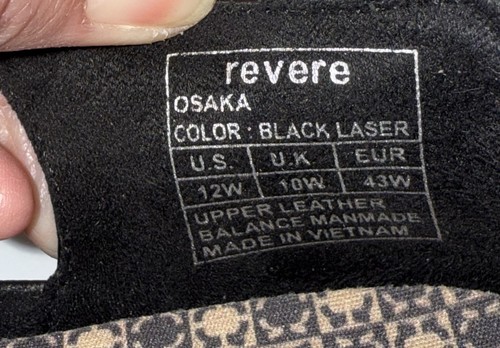 revere
OSAKA
COLOR : BLACK LASER
U.S. U.K EUR
12W 10W 43W
UPPER LEATHER
BALANCE MANMADE
MADE IN VIETNAM